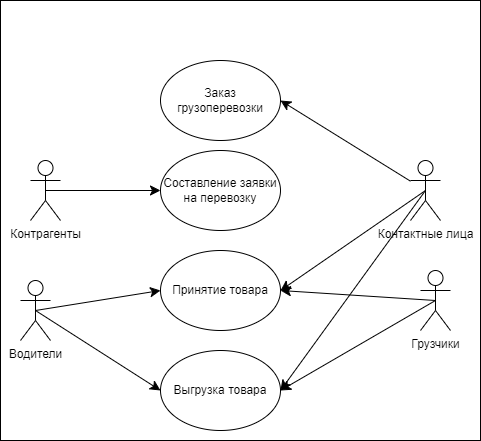 Заказ
грузоперевозки
Составление заявки
на перевозку
Контрагенты
Контактные лица
Принятие товара
Водители
Грузчики
Выгрузка товара